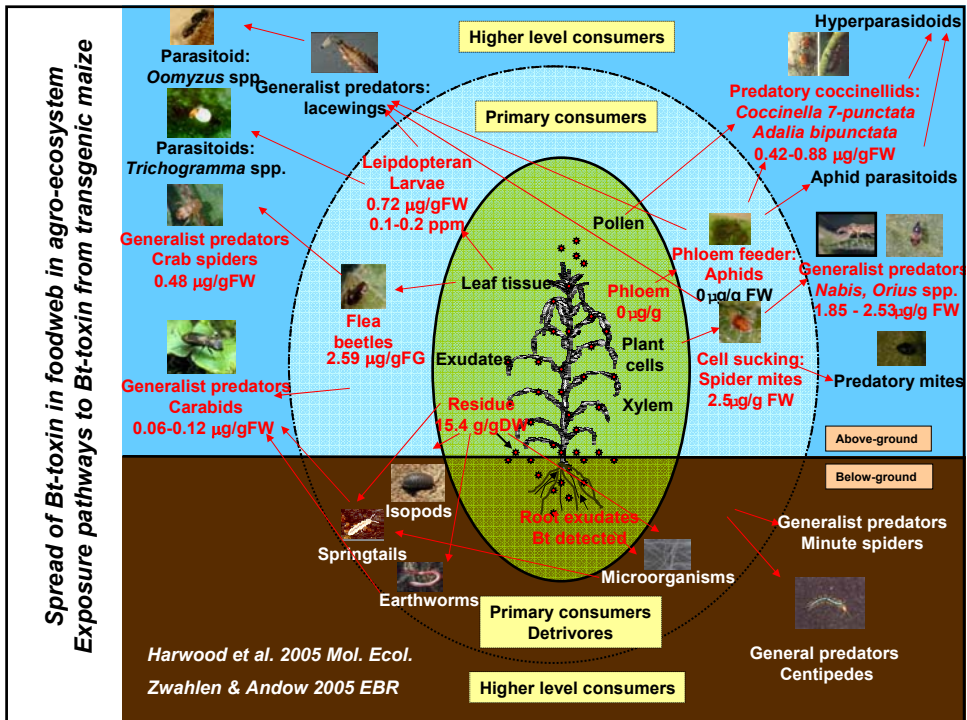 Spread of Bt-toxin in foodweb in agro-ecosystem
Exposure pathways to Bt-toxin from transgenic maize
Higher level consumers
Hyperparasidoids
Parasitoid:
Oomyzus spp.
Generalist predators:
lacewings
Predatory coccinellids:
Coccinella 7-punctata
Adalia bipunctata
0.42-0.88 µg/gFW
Primary consumers
Parasitoids:
Trichogramma spp.
Leipdopteran
Larvae
0.72 µg/gFW
0.1-0.2 ppm
Aphid parasitoids
Pollen
Generalist predators
Crab spiders
0.48 µg/gFW
Phloem feeder:
Aphids
0 µg/g FW
Generalist predators
Nabis, Orius spp.
1.85 - 2.53µg/g FW
Leaf tissue
Phloem
0 µg/g
Flea
beetles
2.59 µg/gFG
Exudates
Plant
cells
Cell sucking:
Spider mites
2.5µg/g FW
Predatory mites
Generalist predators
Carabids
0.06-0.12 µg/gFW
Residue
15.4 g/gDW
Xylem
Above-ground
Below-ground
Isopods
Springtails
Earthworms
Root exudates
Bt detected
Microorganisms
Generalist predators
Minute spiders
Primary consumers
Detrivores
General predators
Centipedes
Harwood et al. 2005 Mol. Ecol.
Zwahlen & Andow 2005 EBR
Higher level consumers